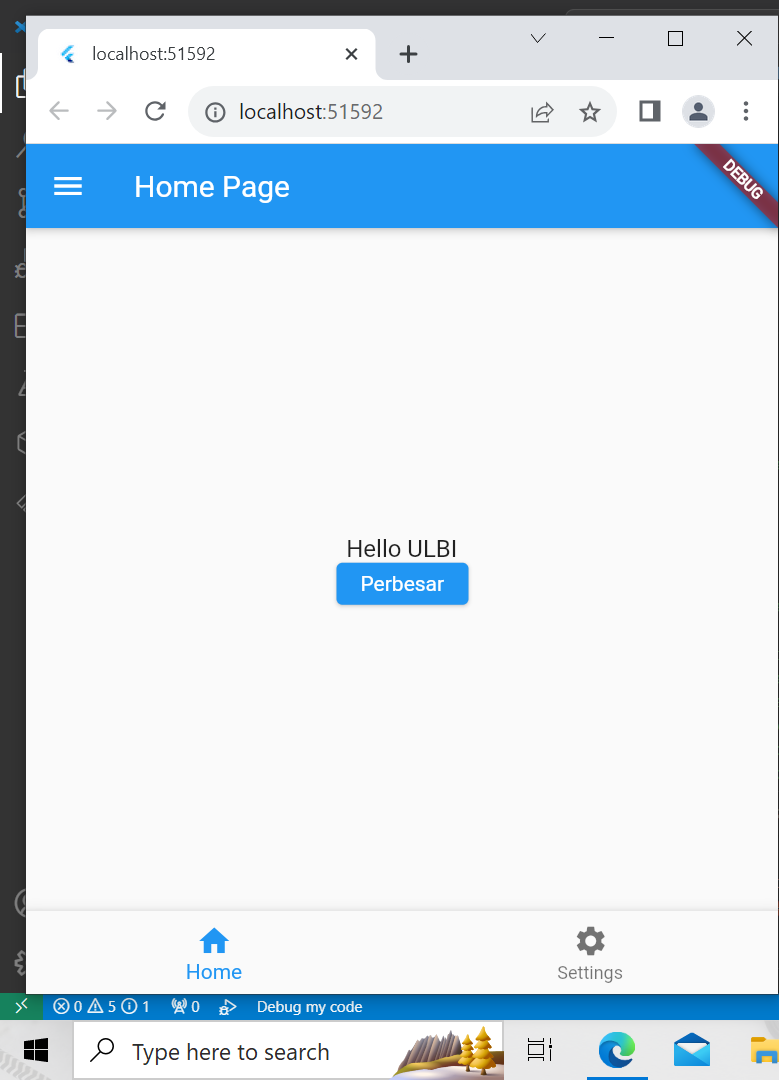 localhost:51592
localhost:51592
Home Page
DEBUG
Hello ULBI
Perbesar
Home
Settings
0 5 1 0 Debug my code
Type here to search